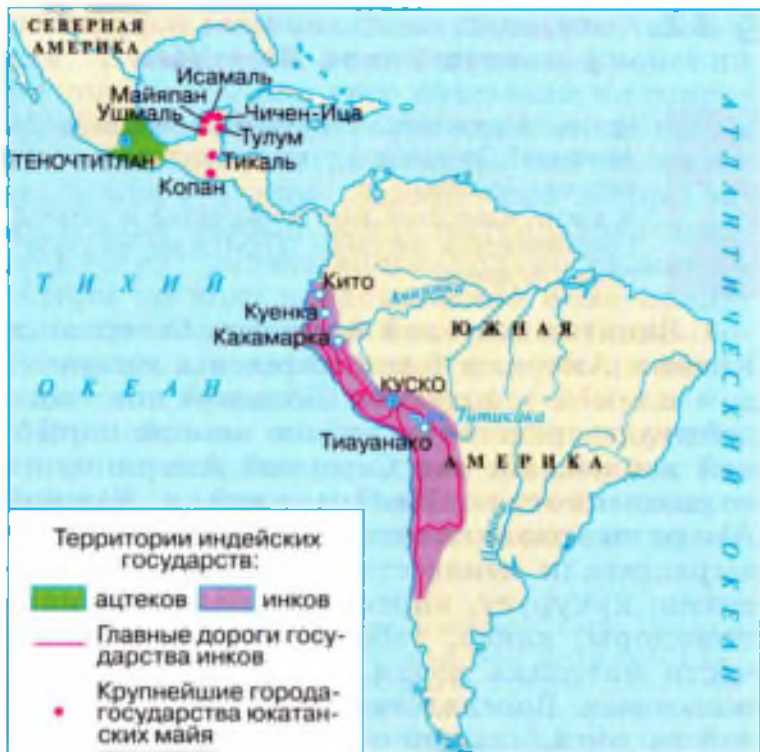 СЕВЕРНАЯ
АМЕРИКА
Исамаль
Майяпан
Чичен-Ица
Ушмаль
Тулум
ТЕНОЧТИТЛАН
Тикаль
Копан
АТЛАНТИЧЕСКИЙ ОКЕАН
ТИХИЙ
ОКЕАН
Кито
Амазонка
Куенка
ЮЖНАЯ
Кахамарка
КУСКО
оз. Титикака
Тиауанако
АМЕРИКА
Территории индейских
государств:
ацтеков
инков
Главные дороги госу-
дарства инков
Крупнейшие города-
государства юкатан-
ских майя